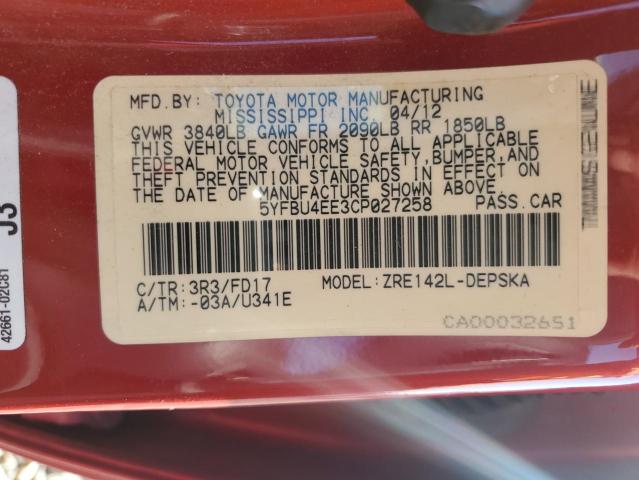 MFD.BY: TOYOTA MOTOR MANUFACTURING
MISSISSIPPI INC. 04/12
GVWR 3840LB GAWR FR 2090LB RR 1850LB
THIS VEHICLE CONFORMS TO ALL APPLICABLE
FEDERAL MOTOR VEHICLE SAFETY,BUMPER,AND
THEFT PREVENTION STANDARDS IN EFFECT ON
THE DATE OF MANUFACTURE SHOWN ABOVE.
5YFBU4EE3CP027258 PASS.CAR
C/TR:3R3/FD17 MODEL:ZRE142L-DEPSKA
A/TM:-03A/U341E
CA00032651
GENUINE
J3
42661-02C81